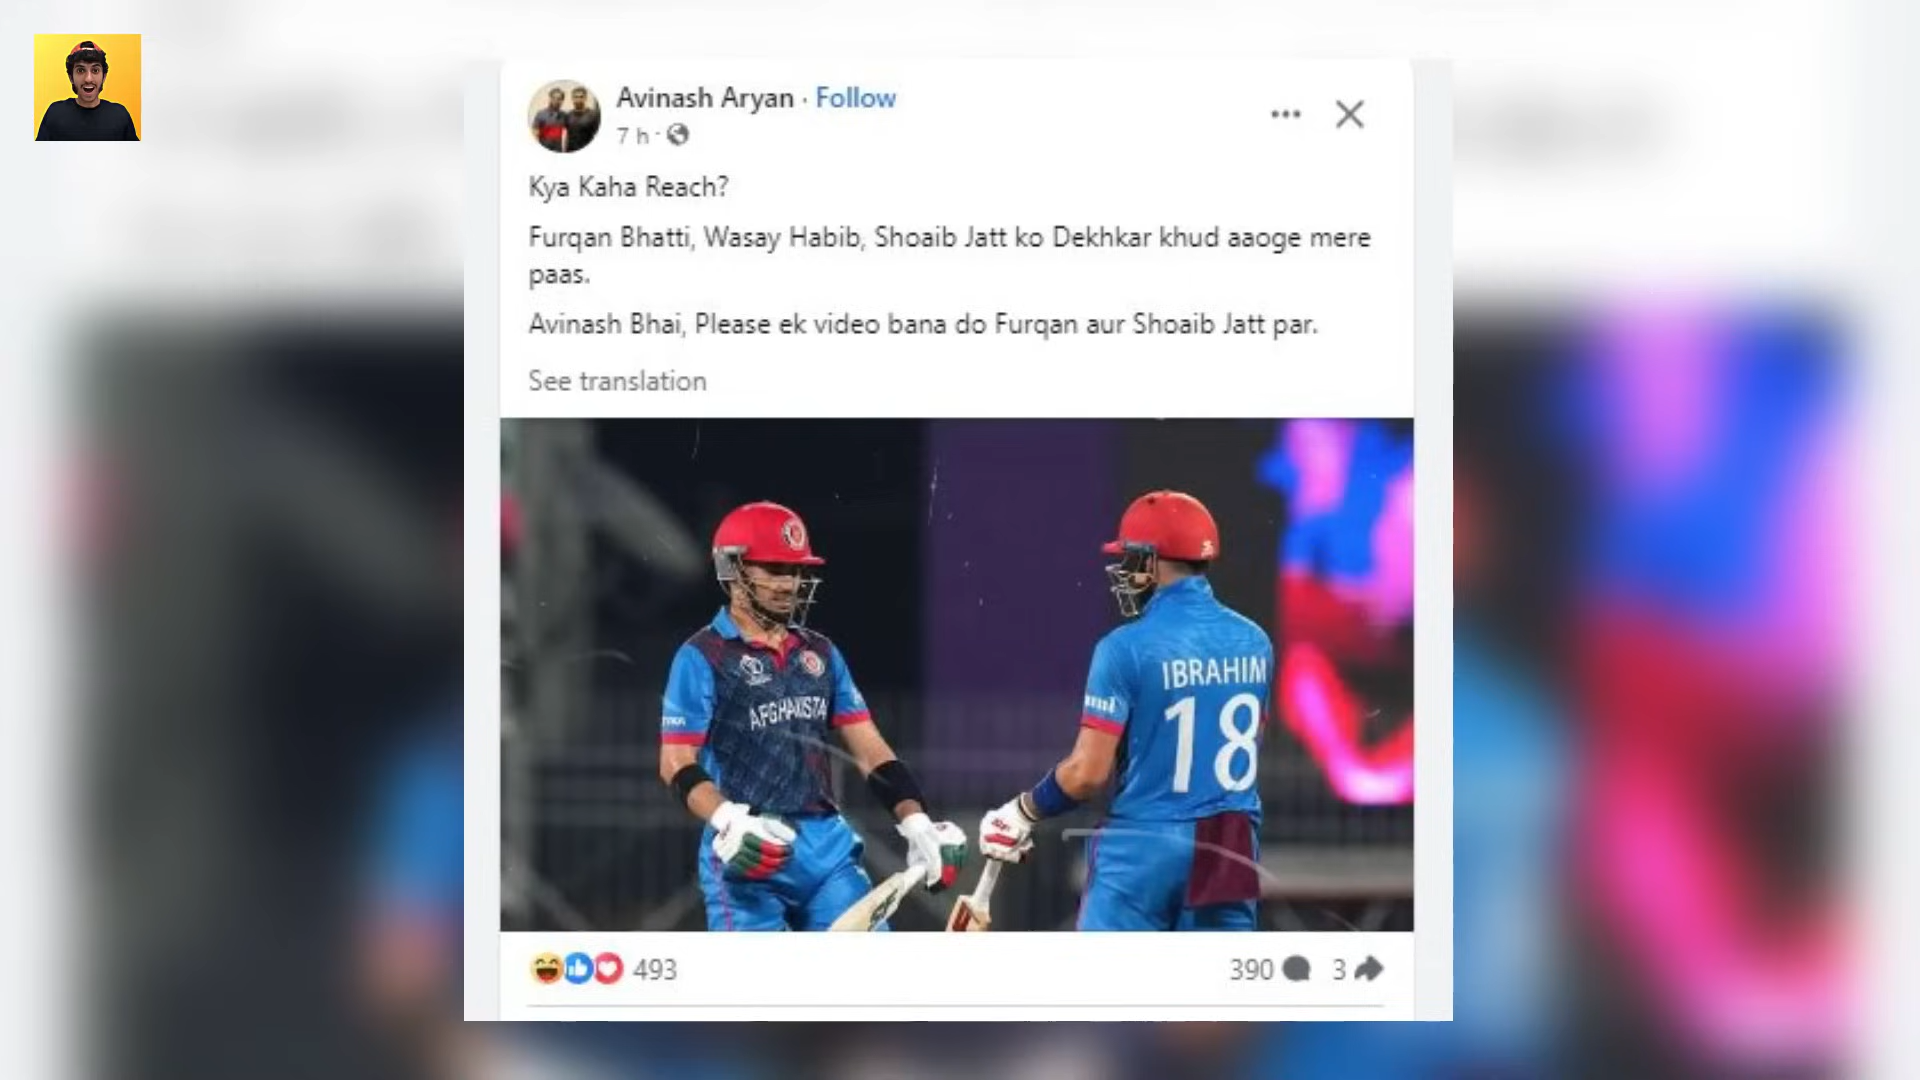 Avinash Aryan · Follow
7 h ·
Kya Kaha Reach?
Furqan Bhatti, Wasay Habib, Shoaib Jatt ko Dekhkar khud aaoge mere
paas.
Avinash Bhai, Please ek video bana do Furqan aur Shoaib Jatt par.
See translation
IBRAHIM
18
AFGHANISTA
493
390
3